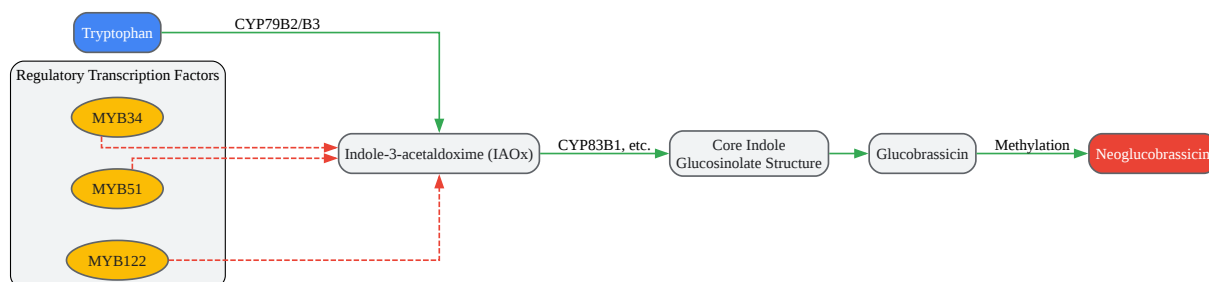 Tryptophan
CYP79B2/B3
Regulatory Transcription Factors
MYB34
MYB51
MYB122
Indole-3-acetaldoxime (IAOx)
CYP83B1, etc.
Core Indole
Glucosinolate Structure
Glucobrassicin
Methylation
Neoglucobrassicin